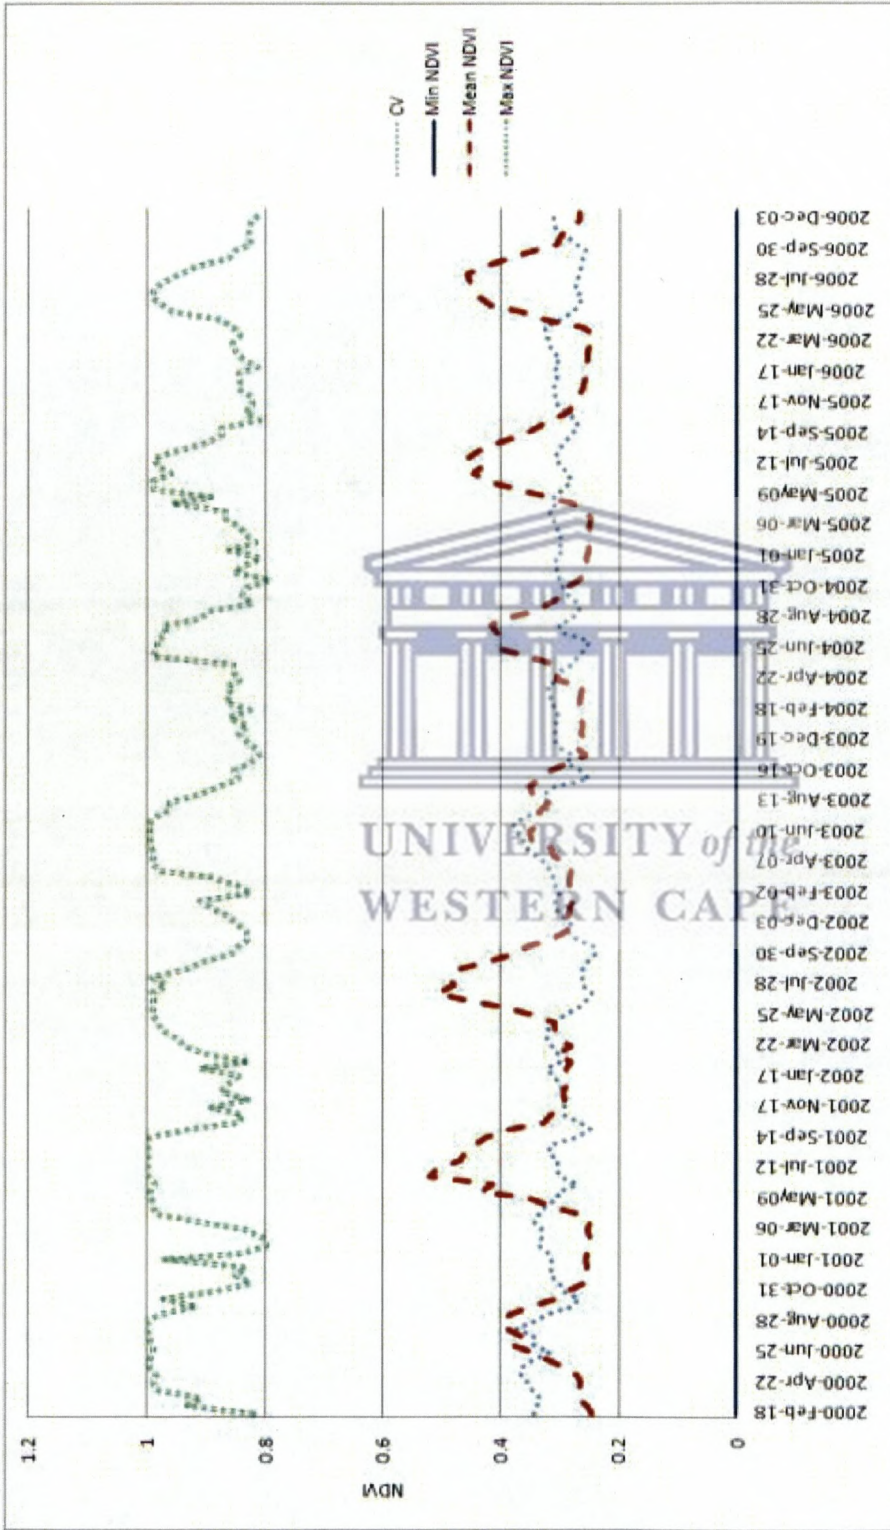 1.2
1
0.8
0.6
0.4
0.2
0
NDVI
CV
Min NDVI
Mean NDVI
Max NDVI
2000-Feb-18
2000-Apr-22
2000-Jun-25
2000-Aug-28
2000-Oct-31
2001-Jan-01
2001-Mar-06
2001-May09
2001-Jul-12
2001-Sep-14
2001-Nov-17
2002-Jan-17
2002-Mar-22
2002-May-25
2002-Jul-28
2002-Sep-30
2002-Dec-03
2003-Feb-02
2003-Apr-07
2003-Jun-10
2003-Aug-13
2003-Oct-16
2003-Dec-19
2004-Feb-18
2004-Apr-22
2004-Jun-25
2004-Aug-28
2004-Oct-31
2005-Jan-01
2005-Mar-06
2005-May09
2005-Jul-12
2005-Sep-14
2005-Nov-17
2006-Jan-17
2006-Mar-22
2006-May-25
2006-Jul-28
2006-Sep-30
2006-Dec-03
UNIVERSITY of the
WESTERN CAPE